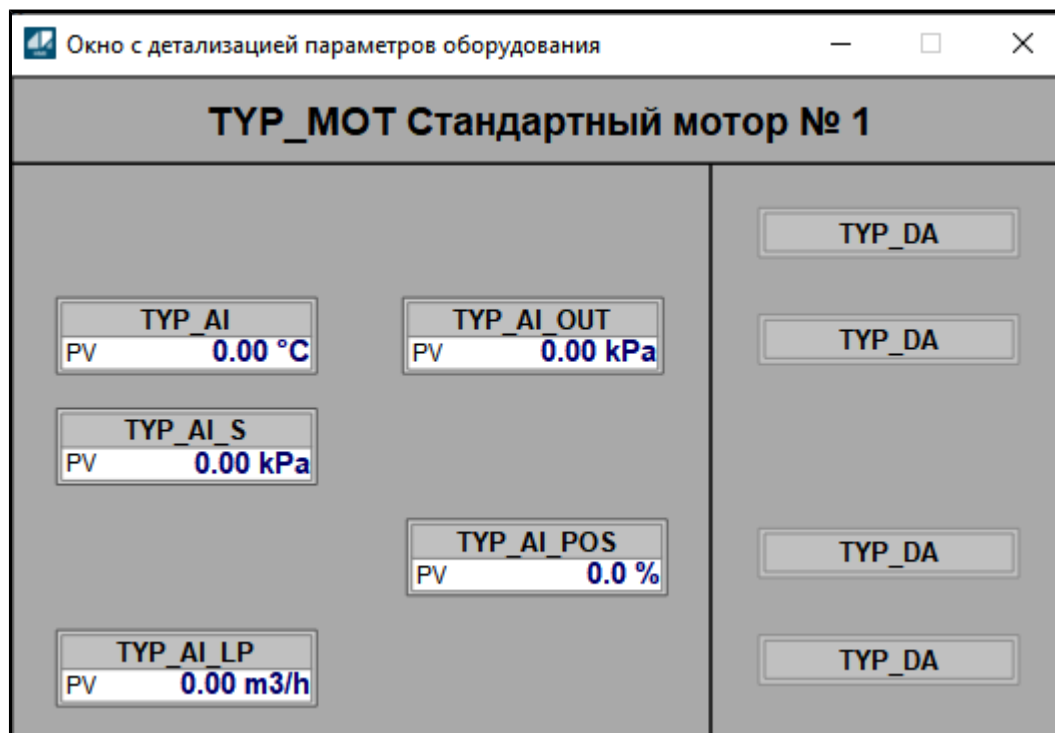 Окно с детализацией параметров оборудования
TYP_MOT Стандартный мотор № 1
TYP_DA
TYP_AI
PV 0.00 °C
TYP_AI_OUT
PV 0.00 kPa
TYP_DA
TYP_AI_S
PV 0.00 kPa
TYP_AI_POS
PV 0.0 %
TYP_DA
TYP_AI_LP
PV 0.00 m3/h
TYP_DA